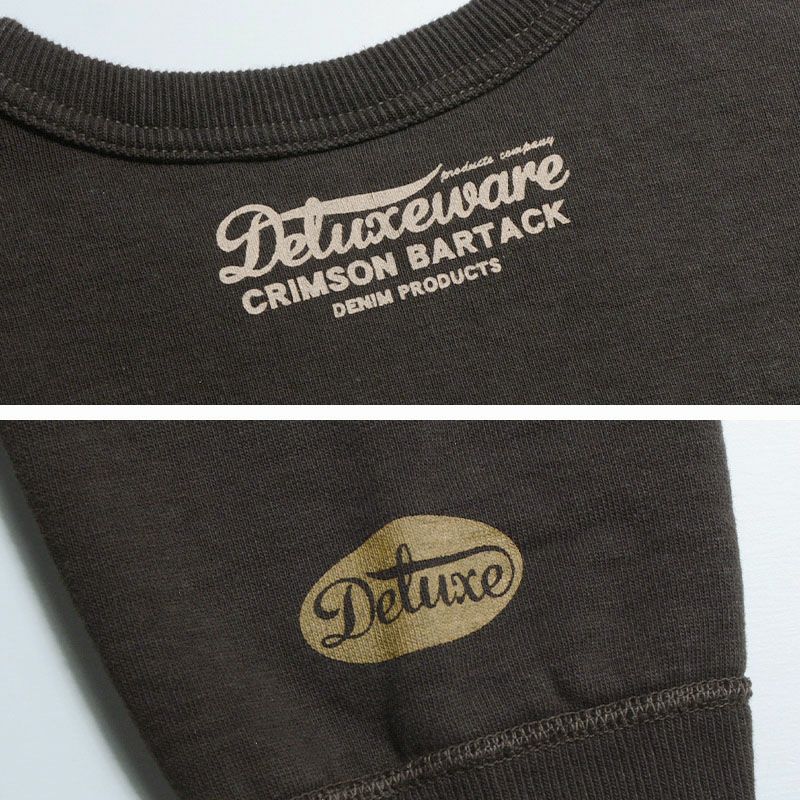 products company
Deluxeware
CRIMSON BARTACK
DENIM PRODUCTS
Deluxe